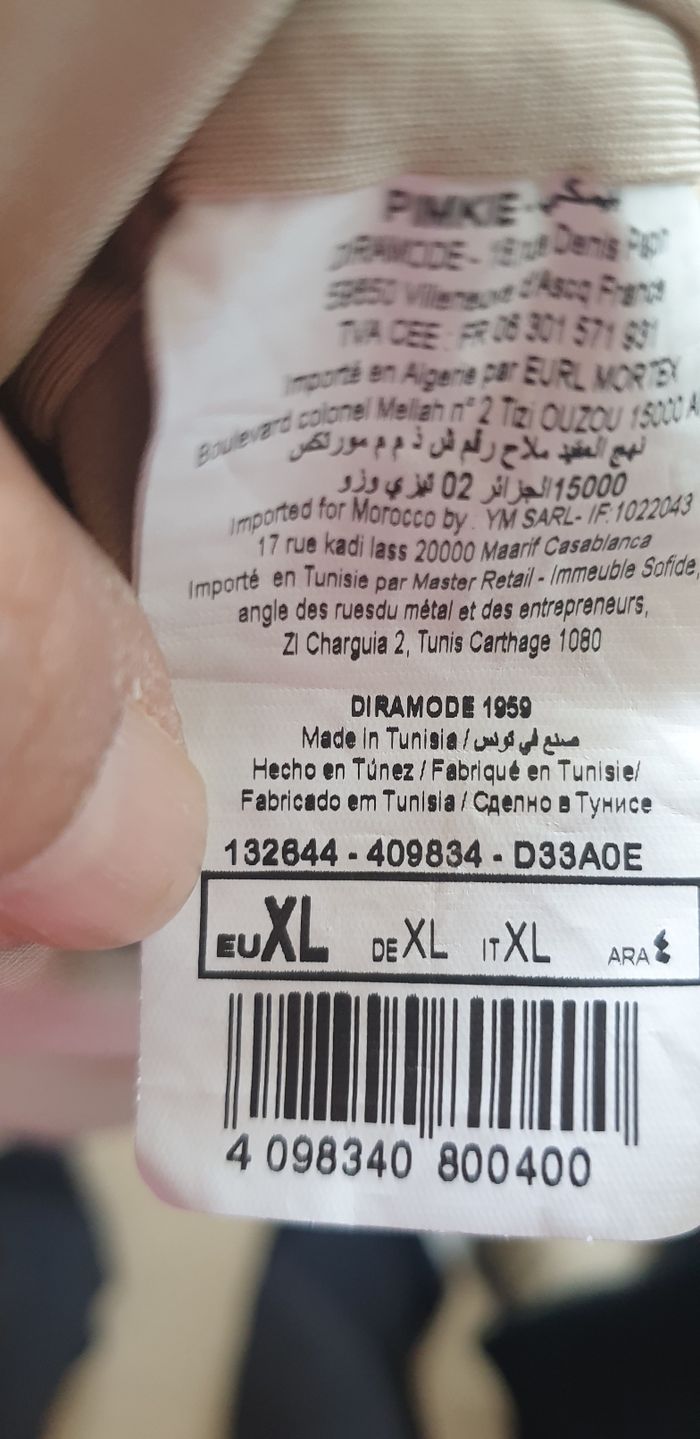 PIMKIE - بيمكي
DIRAMODE - 18 rue Denis Papin
59650 Villeneuve d'Ascq France
TVA CEE : FR 06 301 571 931
Importé en Algerie par EURL MORTEX
Boulevard colonel Mellah n° 2 Tizi OUZOU 15000 A
نهج العقيد ملاح رقم ش ذ م م مورتكس
15000الجزائر 02 تيزي وزو
Imported for Morocco by : YM SARL- IF:1022043
17 rue kadi lass 20000 Maarif Casablanca
Importé en Tunisie par Master Retail - Immeuble Sofide,
angle des ruesdu métal et des entrepreneurs,
ZI Charguia 2, Tunis Carthage 1080
DIRAMODE 1959
Made in Tunisia / صنع في تونس
Hecho en Túnez / Fabriqué en Tunisie/
Fabricado em Tunisia / Сделно в Тунисе
132644 - 409834 - D33A0E
EU XL DE XL IT XL ARA ٤
4 098340 800400